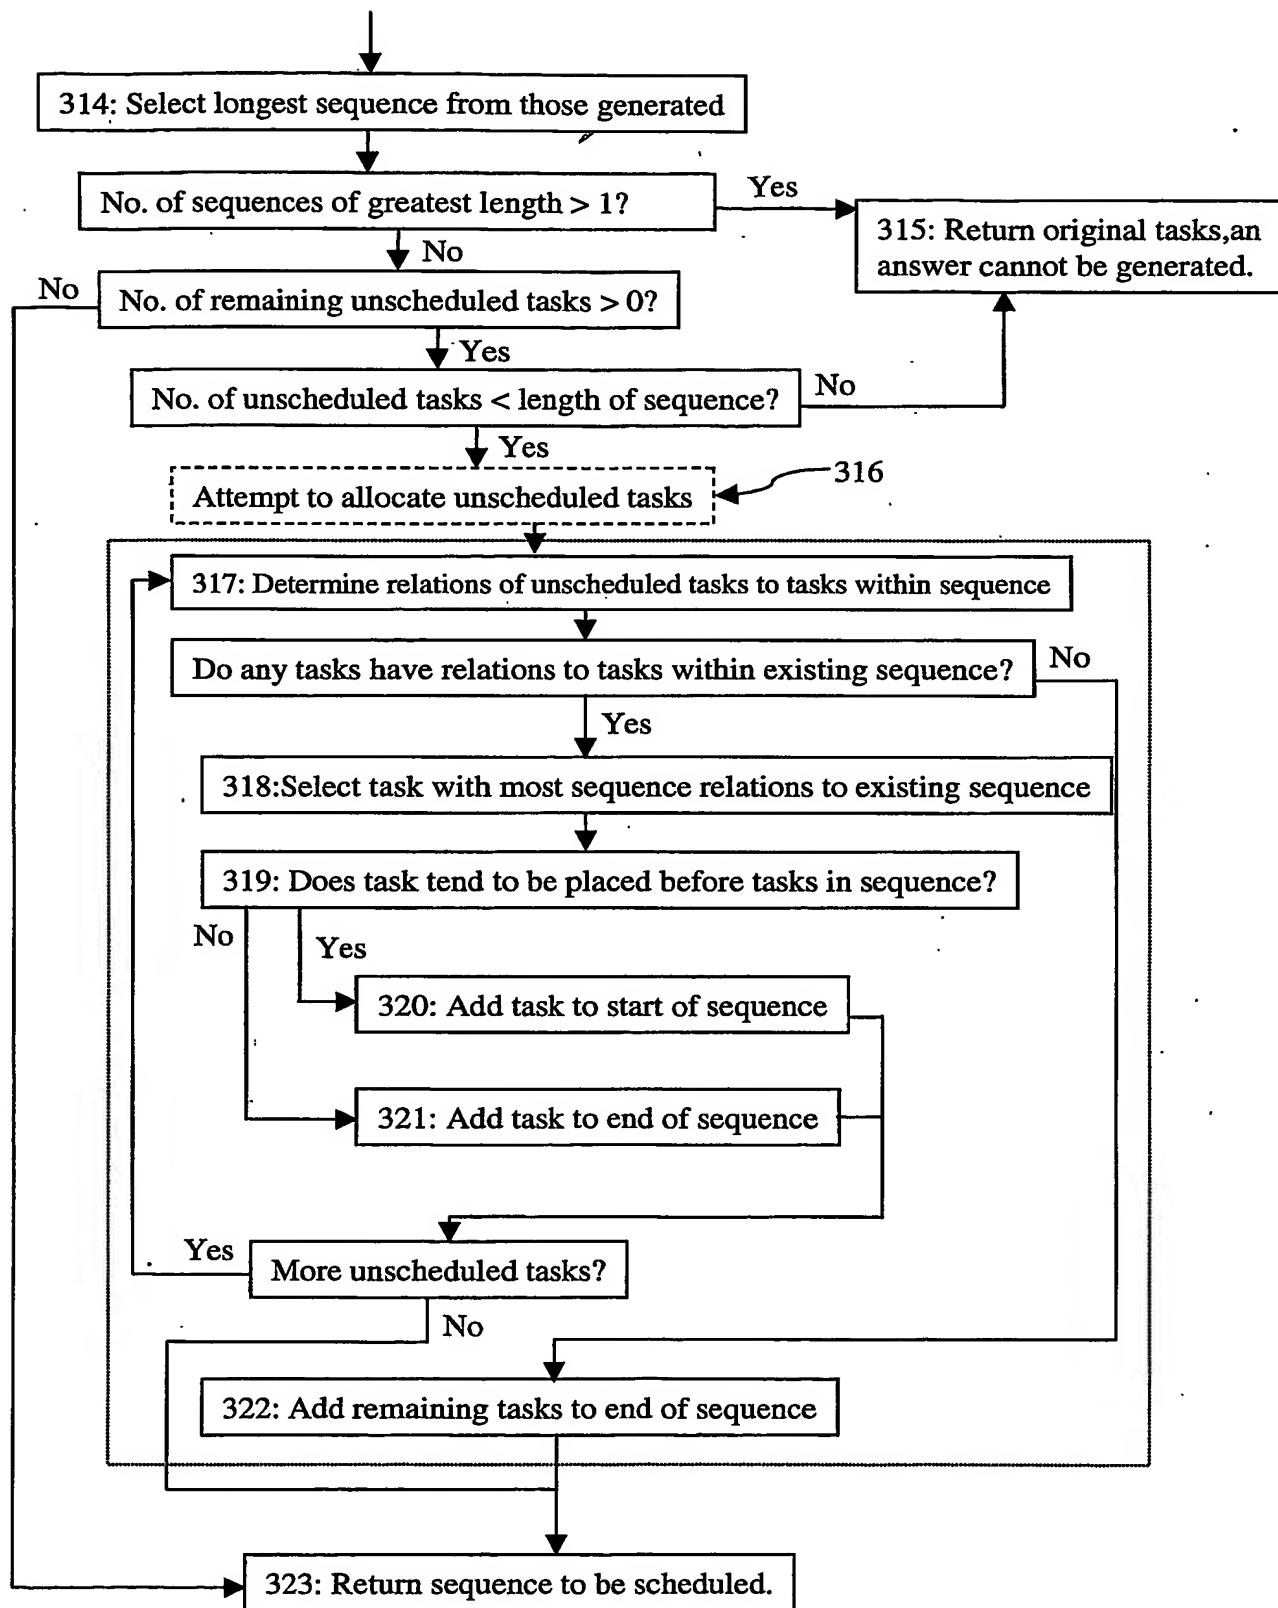 314: Select longest sequence from those generated
No. of sequences of greatest length > 1?
Yes
315: Return original tasks,an
answer cannot be generated.
No
No
No. of remaining unscheduled tasks > 0?
Yes
No. of unscheduled tasks < length of sequence?
No
Yes
316
Attempt to allocate unscheduled tasks
317: Determine relations of unscheduled tasks to tasks within sequence
Do any tasks have relations to tasks within existing sequence?
No
Yes
318:Select task with most sequence relations to existing sequence
319: Does task tend to be placed before tasks in sequence?
No
Yes
320: Add task to start of sequence
321: Add task to end of sequence
Yes
More unscheduled tasks?
No
322: Add remaining tasks to end of sequence
323: Return sequence to be scheduled.